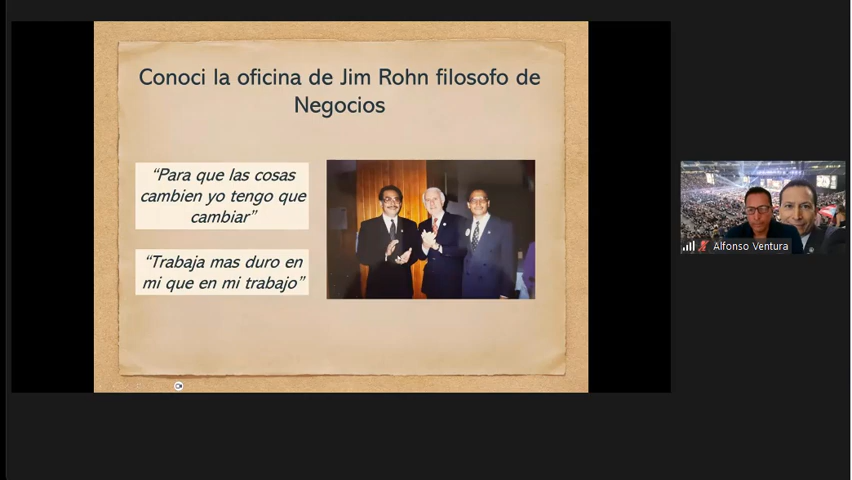 Conoci la oficina de Jim Rohn filosofo de
Negocios
“Para que las cosas
cambien yo tengo que
cambiar”
“Trabaja mas duro en
mi que en mi trabajo”
Alfonso Ventura